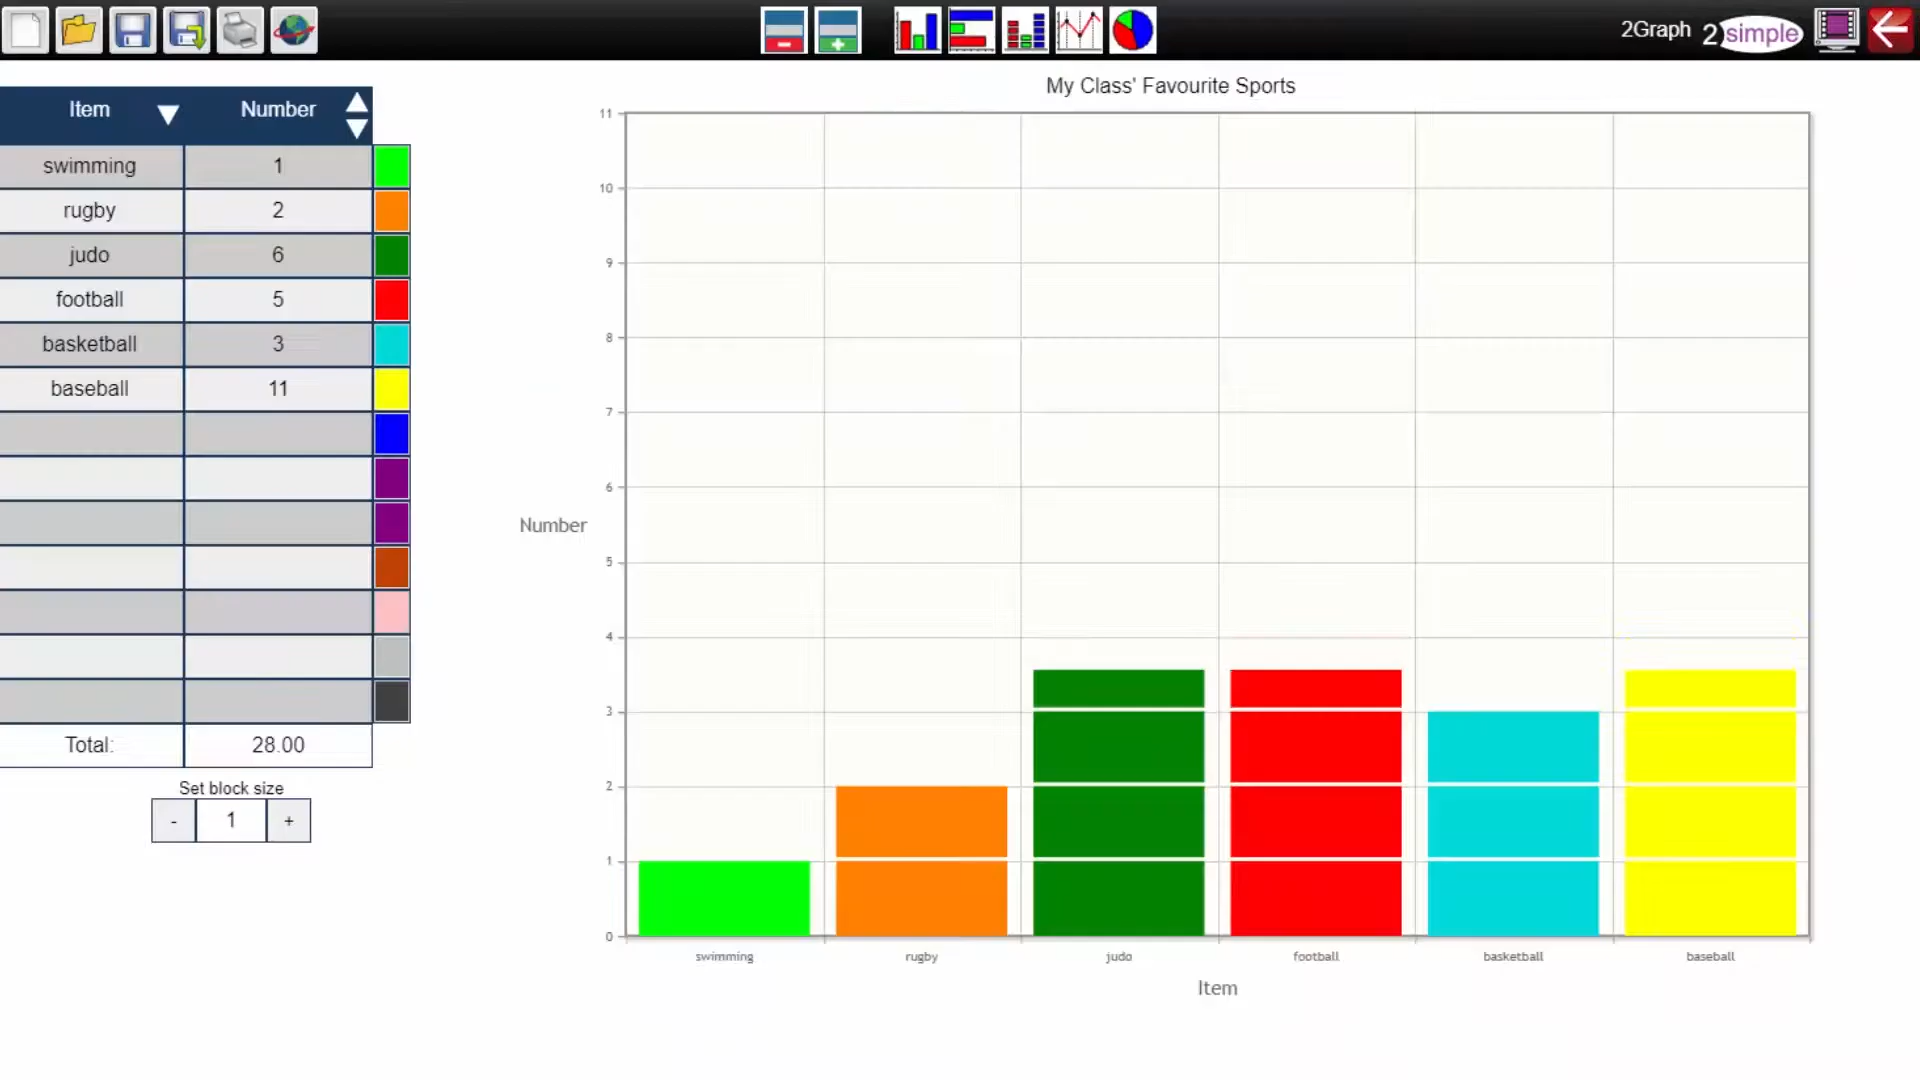 2Graph 2simple
Item Number
swimming 1
rugby 2
judo 6
football 5
basketball 3
baseball 11
Total: 28.00
Set block size
- 1 +
My Class' Favourite Sports
11
10
9
8
7
6
Number
5
4
3
2
1
0
swimming rugby judo football basketball baseball
Item